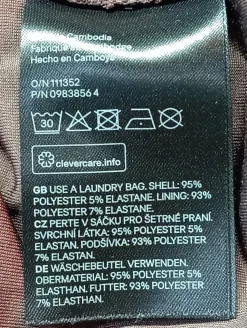 Cambodia
Fabriqué
Hecho en Camboya
O/N 111352
P/N 0983856 4
30
clevercare.info
GB USE A LAUNDRY BAG. SHELL: 95%
POLYESTER 5% ELASTANE. LINING: 93%
POLYESTER 7% ELASTANE.
CZ PERTE V SÁČKU PRO ŠETRNÉ PRANÍ.
SVRCHNÍ LÁTKA: 95% POLYESTER 5%
ELASTAN. PODŠÍVKA: 93% POLYESTER
7% ELASTAN.
DE WÄSCHEBEUTEL VERWENDEN.
OBERMATERIAL: 95% POLYESTER 5%
ELASTHAN. FUTTER: 93% POLYESTER
7% ELASTHAN.